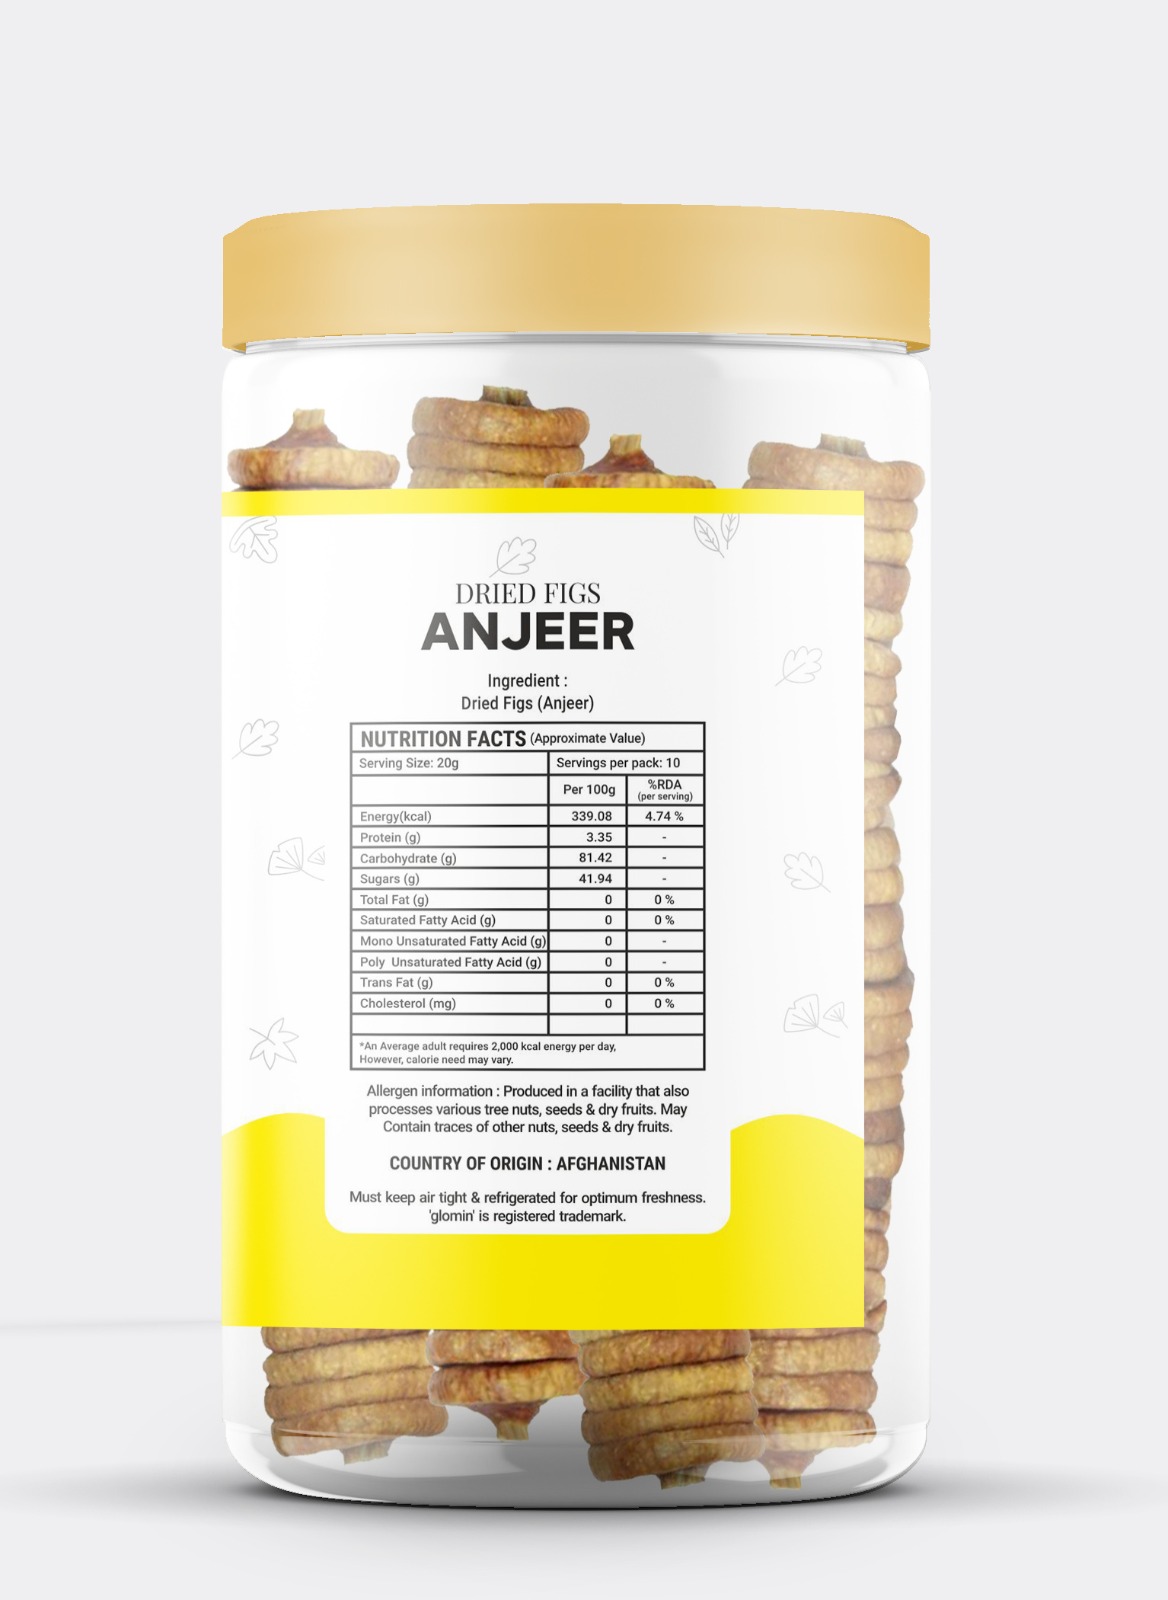 DRIED FIGS
ANJEER
Ingredient :
Dried Figs (Anjeer)
NUTRITION FACTS (Approximate Value)
Serving Size: 20g Servings per pack: 10
Per 100g %RDA (per serving)
Energy(kcal) 339.08 4.74 %
Protein (g) 3.35 -
Carbohydrate (g) 81.42 -
Sugars (g) 41.94 -
Total Fat (g) 0 0 %
Saturated Fatty Acid (g) 0 0 %
Mono Unsaturated Fatty Acid (g) 0 -
Poly Unsaturated Fatty Acid (g) 0 -
Trans Fat (g) 0 0 %
Cholesterol (mg) 0 0 %
*An Average adult requires 2,000 kcal energy per day,
However, calorie need may vary.
Allergen information : Produced in a facility that also
processes various tree nuts, seeds & dry fruits. May
Contain traces of other nuts, seeds & dry fruits.
COUNTRY OF ORIGIN : AFGHANISTAN
Must keep air tight & refrigerated for optimum freshness.
'glomin' is registered trademark.